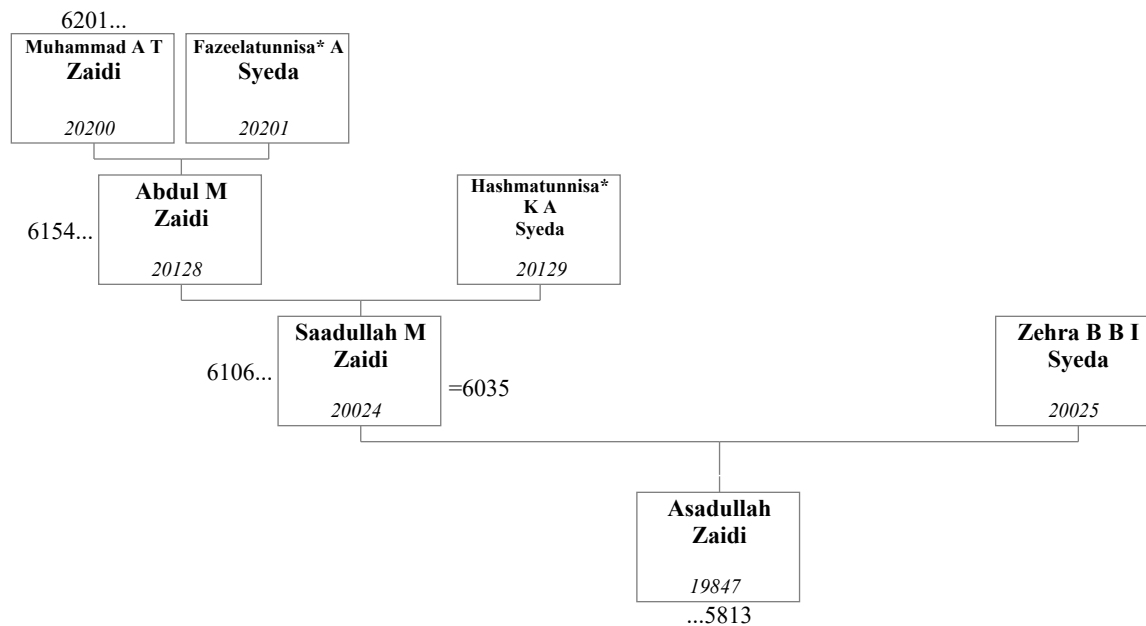 6201...
Muhammad A T
Zaidi
20200
Fazeelatunnisa* A
Syeda
20201
6154...
Abdul M
Zaidi
20128
Hashmatunnisa*
K A
Syeda
20129
6106...
Saadullah M
Zaidi
20024
=6035
Zehra B B I
Syeda
20025
Asadullah
Zaidi
19847
...5813